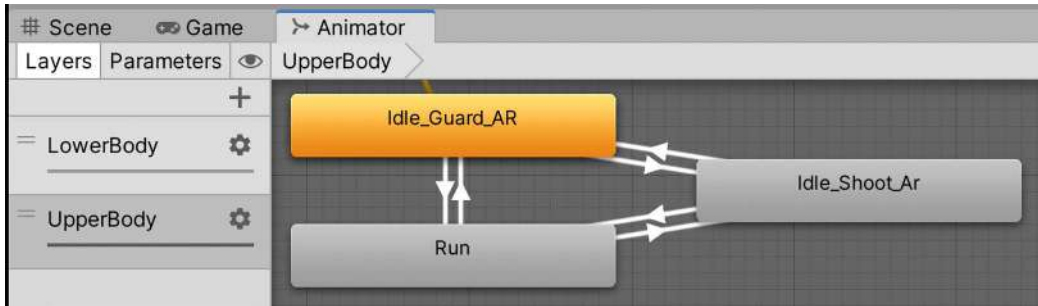 Scene Game Animator
Layers Parameters UpperBody
LowerBody
UpperBody
Idle_Guard_AR
Idle_Shoot_Ar
Run